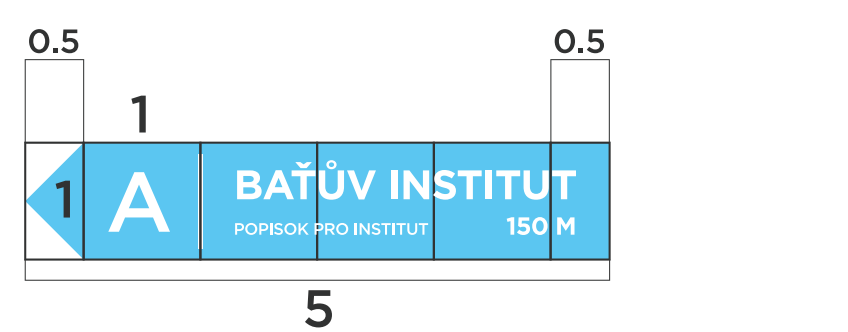 0.5 0.5
1
1 A BAŤŮV INSTITUT
POPISOK PRO INSTITUT 150 M
5